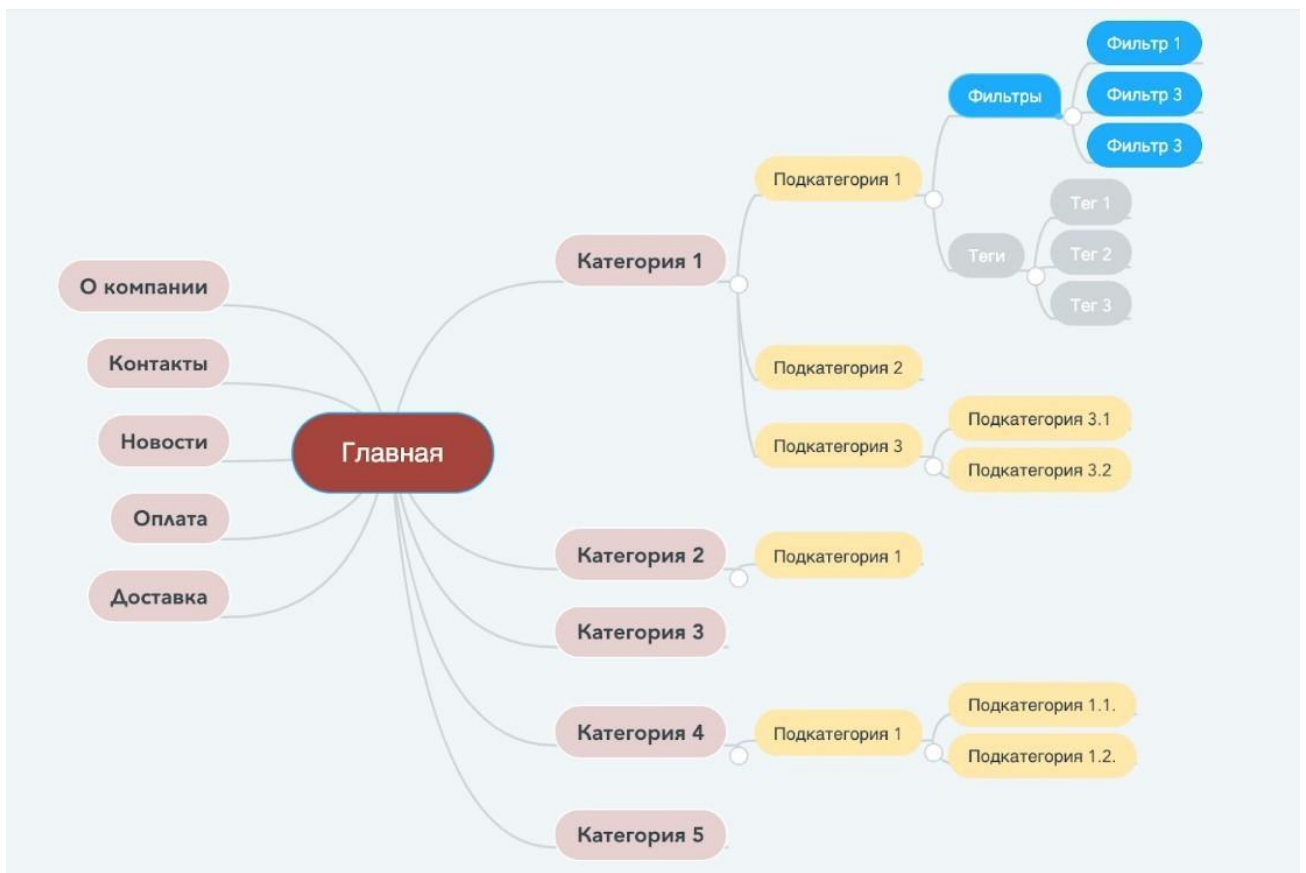 Главная
О компании
Контакты
Новости
Оплата
Доставка
Категория 1
Подкатегория 1
Фильтры
Фильтр 1
Фильтр 3
Фильтр 3
Теги
Тег 1
Тег 2
Тег 3
Подкатегория 2
Подкатегория 3
Подкатегория 3.1
Подкатегория 3.2
Категория 2
Подкатегория 1
Категория 3
Категория 4
Подкатегория 1
Подкатегория 1.1.
Подкатегория 1.2.
Категория 5